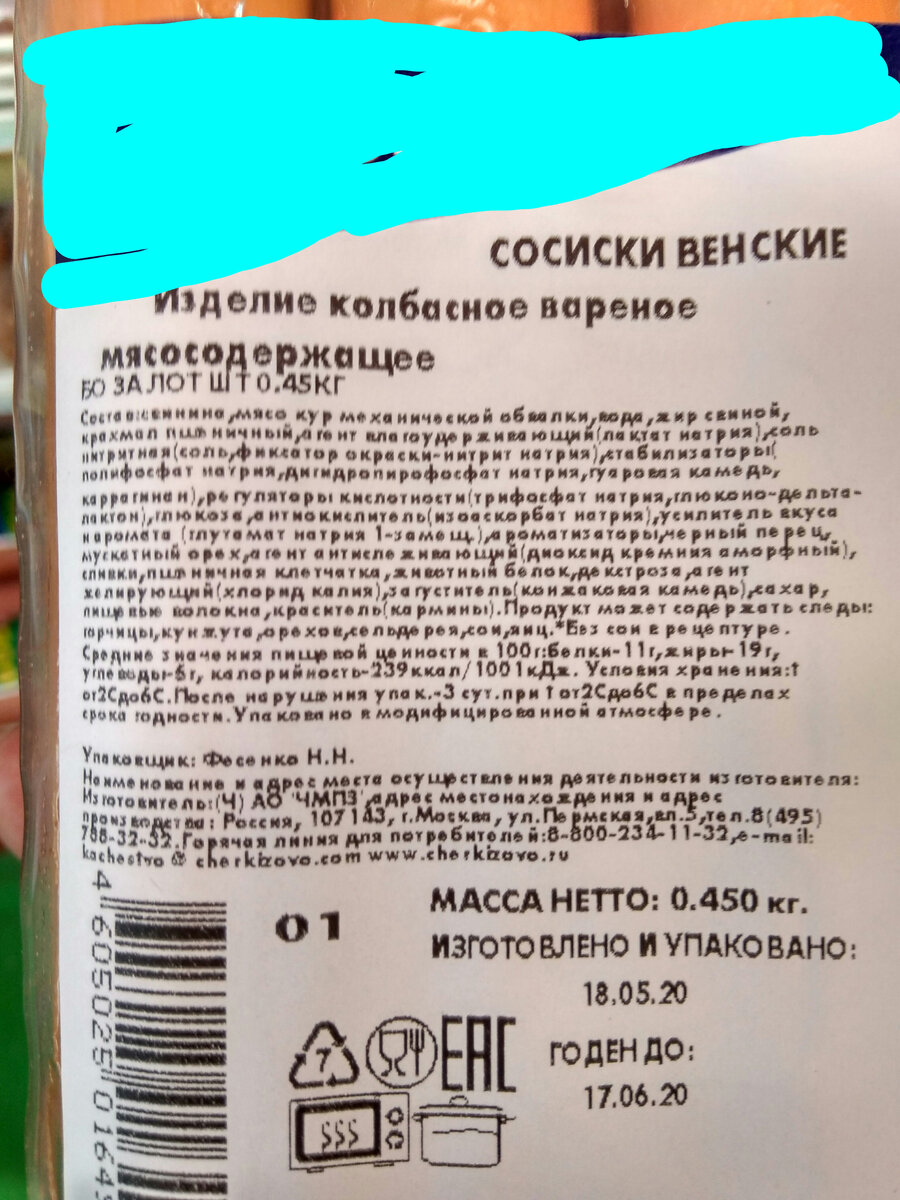 СОСИСКИ ВЕНСКИЕ
Изделие колбасное вареное
мясосодержащее
БО ЗАЛОТ ШТ 0.45КГ
Состав:свинина,мясо кур механической обвалки,вода,жир свиной,
крахмал пшеничный,агент влагоудерживающий(лактат натрия),соль
нитритная(соль,фиксатор окраски-нитрит натрия),стабилизаторы(
полифосфат натрия,дигидропирофосфат натрия,гуаровая камедь,
каррагинан),регуляторы кислотности(трифосфат натрия,глюконо-дельта-
лактон),глюкоза,антиокислитель(изоаскорбат натрия),усилитель вкуса
и аромата (глутамат натрия 1-замещ.),ароматизаторы,черный перец,
мускатный орех,агент антислеживающий(диоксид кремния аморфный),
сливки,пшеничная клетчатка,животный белок,декстроза,агент
желирующий(хлорид калия),загуститель(конжаковая камедь),сахар,
пищевые волокна,краситель(кармины).Продукт может содержать следы:
горчицы,кунжута,орехов,сельдерея,сои,яиц.*Без сои в рецептуре.
Средние значения пищевой ценности в 100г:белки-11г,жиры-19г,
углеводы-6г, калорийность-239ккал/1001кДж. Условия хранения:t
от2Сдо6С.После нарушения упак.-3 сут.при t от2Сдо6С в пределах
срока годности.Упаковано в модифицированной атмосфере.
Упаковщик: Фесенко Н.Н.
Наименование и адрес места осуществления деятельности изготовителя:
Изготовитель:(Ч) АО "ЧМПЗ",адрес местонахождения и адрес
производства: Россия, 107143, г.Москва, ул.Пермская,вл.5,тел.8(495)
788-32-32.Горячая линия для потребителей:8-800-234-11-32,e-mail:
kachestvo @ cherkizovo.com www.cherkizovo.ru
01
МАССА НЕТТО: 0.450 кг.
ИЗГОТОВЛЕНО И УПАКОВАНО:
18.05.20
ГОДЕН ДО:
17.06.20
7
EAC
4 605025 0164